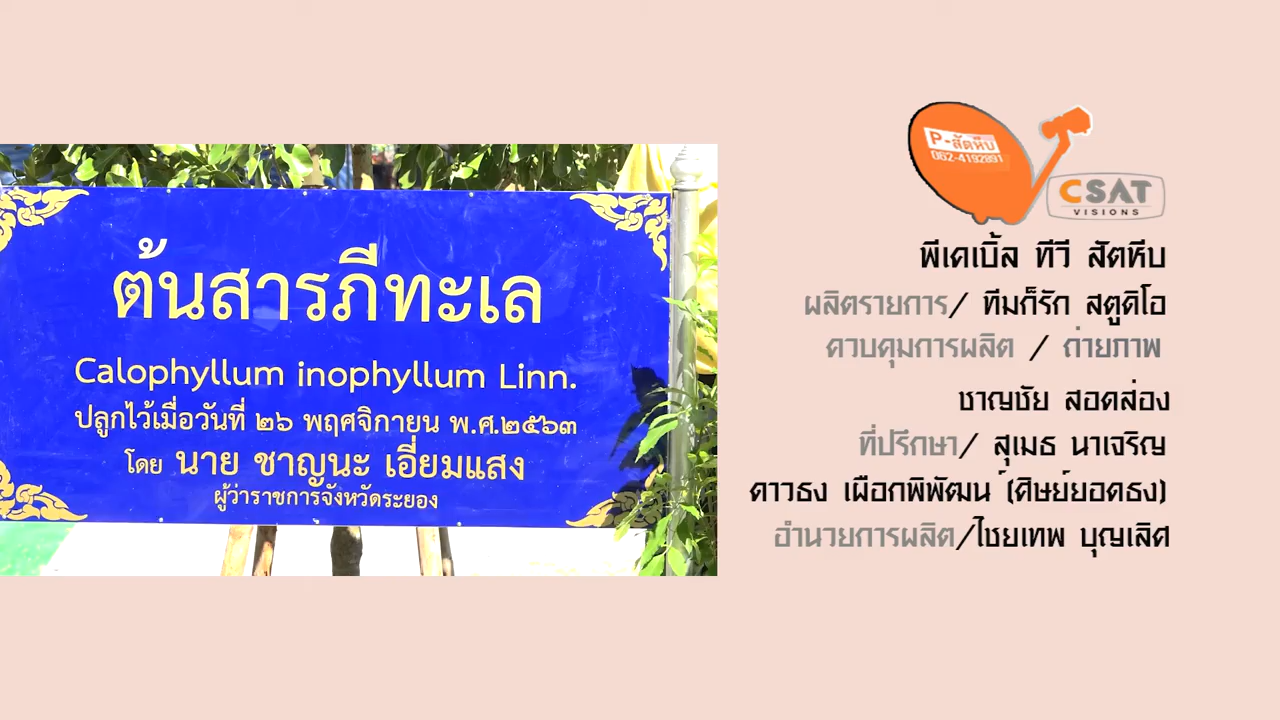 ต้นสารภีทะเล
Calophyllum inophyllum Linn.
ปลูกไว้เมื่อวันที่ ๒๖ พฤศจิกายน พ.ศ.๒๕๖๓
โดย นาย ชาญนะ เอี่ยมแสง
ผู้ว่าราชการจังหวัดระยอง
P-สัตหีบ
062-4192891
CSAT
VISIONS
พีเคเบิ้ล ทีวี สัตหีบ
ผลิตรายการ/ ทีมก็รัก สตูดิโอ
ควบคุมการผลิต / ถ่ายภาพ
ชาญชัย สอดส่อง
ที่ปรึกษา/ สุเมธ นาเจริญ
ดาวธง เผือกพิพัฒน์ (ศิษย์ยอดธง)
อำนวยการผลิต/ไชยเทพ บุญเลิศ